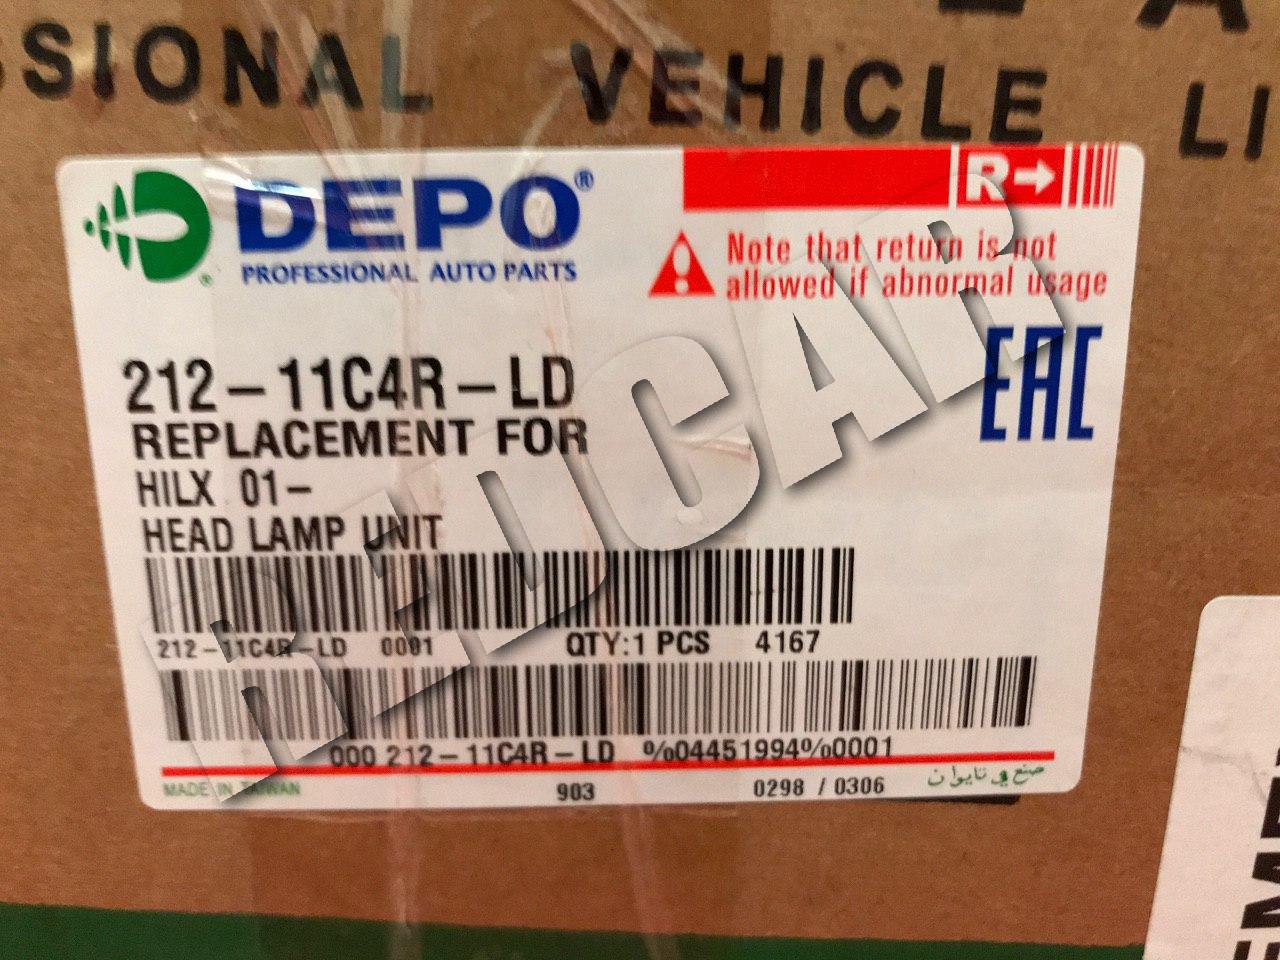 SSIONAL VEHICLE LI
DEPO®
PROFESSIONAL AUTO PARTS
R→
Note that return is not
allowed if abnormal usage
EAC
212-11C4R-LD
REPLACEMENT FOR
HILX 01-
HEAD LAMP UNIT
212-11C4R-LD 0001 QTY:1 PCS 4167
000 212-11C4R-LD %04451994%0001
MADE IN TAIWAN 903 0298 / 0306 صنع في تايوان
REDCAR